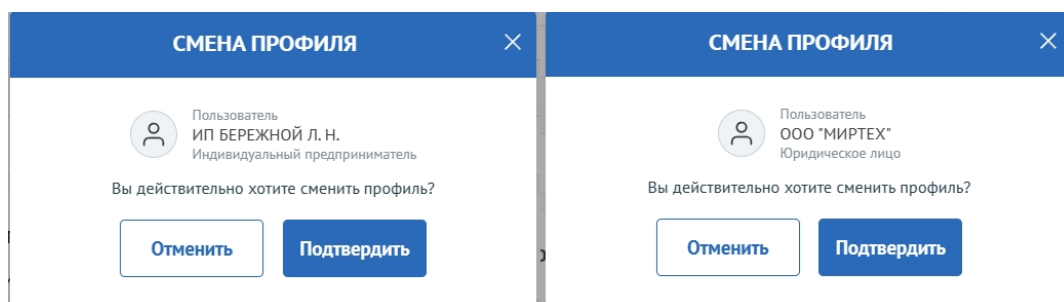 СМЕНА ПРОФИЛЯ
Пользователь
ИП БЕРЕЖНОЙ Л. Н.
Индивидуальный предприниматель
Вы действительно хотите сменить профиль?
Отменить
Подтвердить
СМЕНА ПРОФИЛЯ
Пользователь
ООО "МИРТЕХ"
Юридическое лицо
Вы действительно хотите сменить профиль?
Отменить
Подтвердить